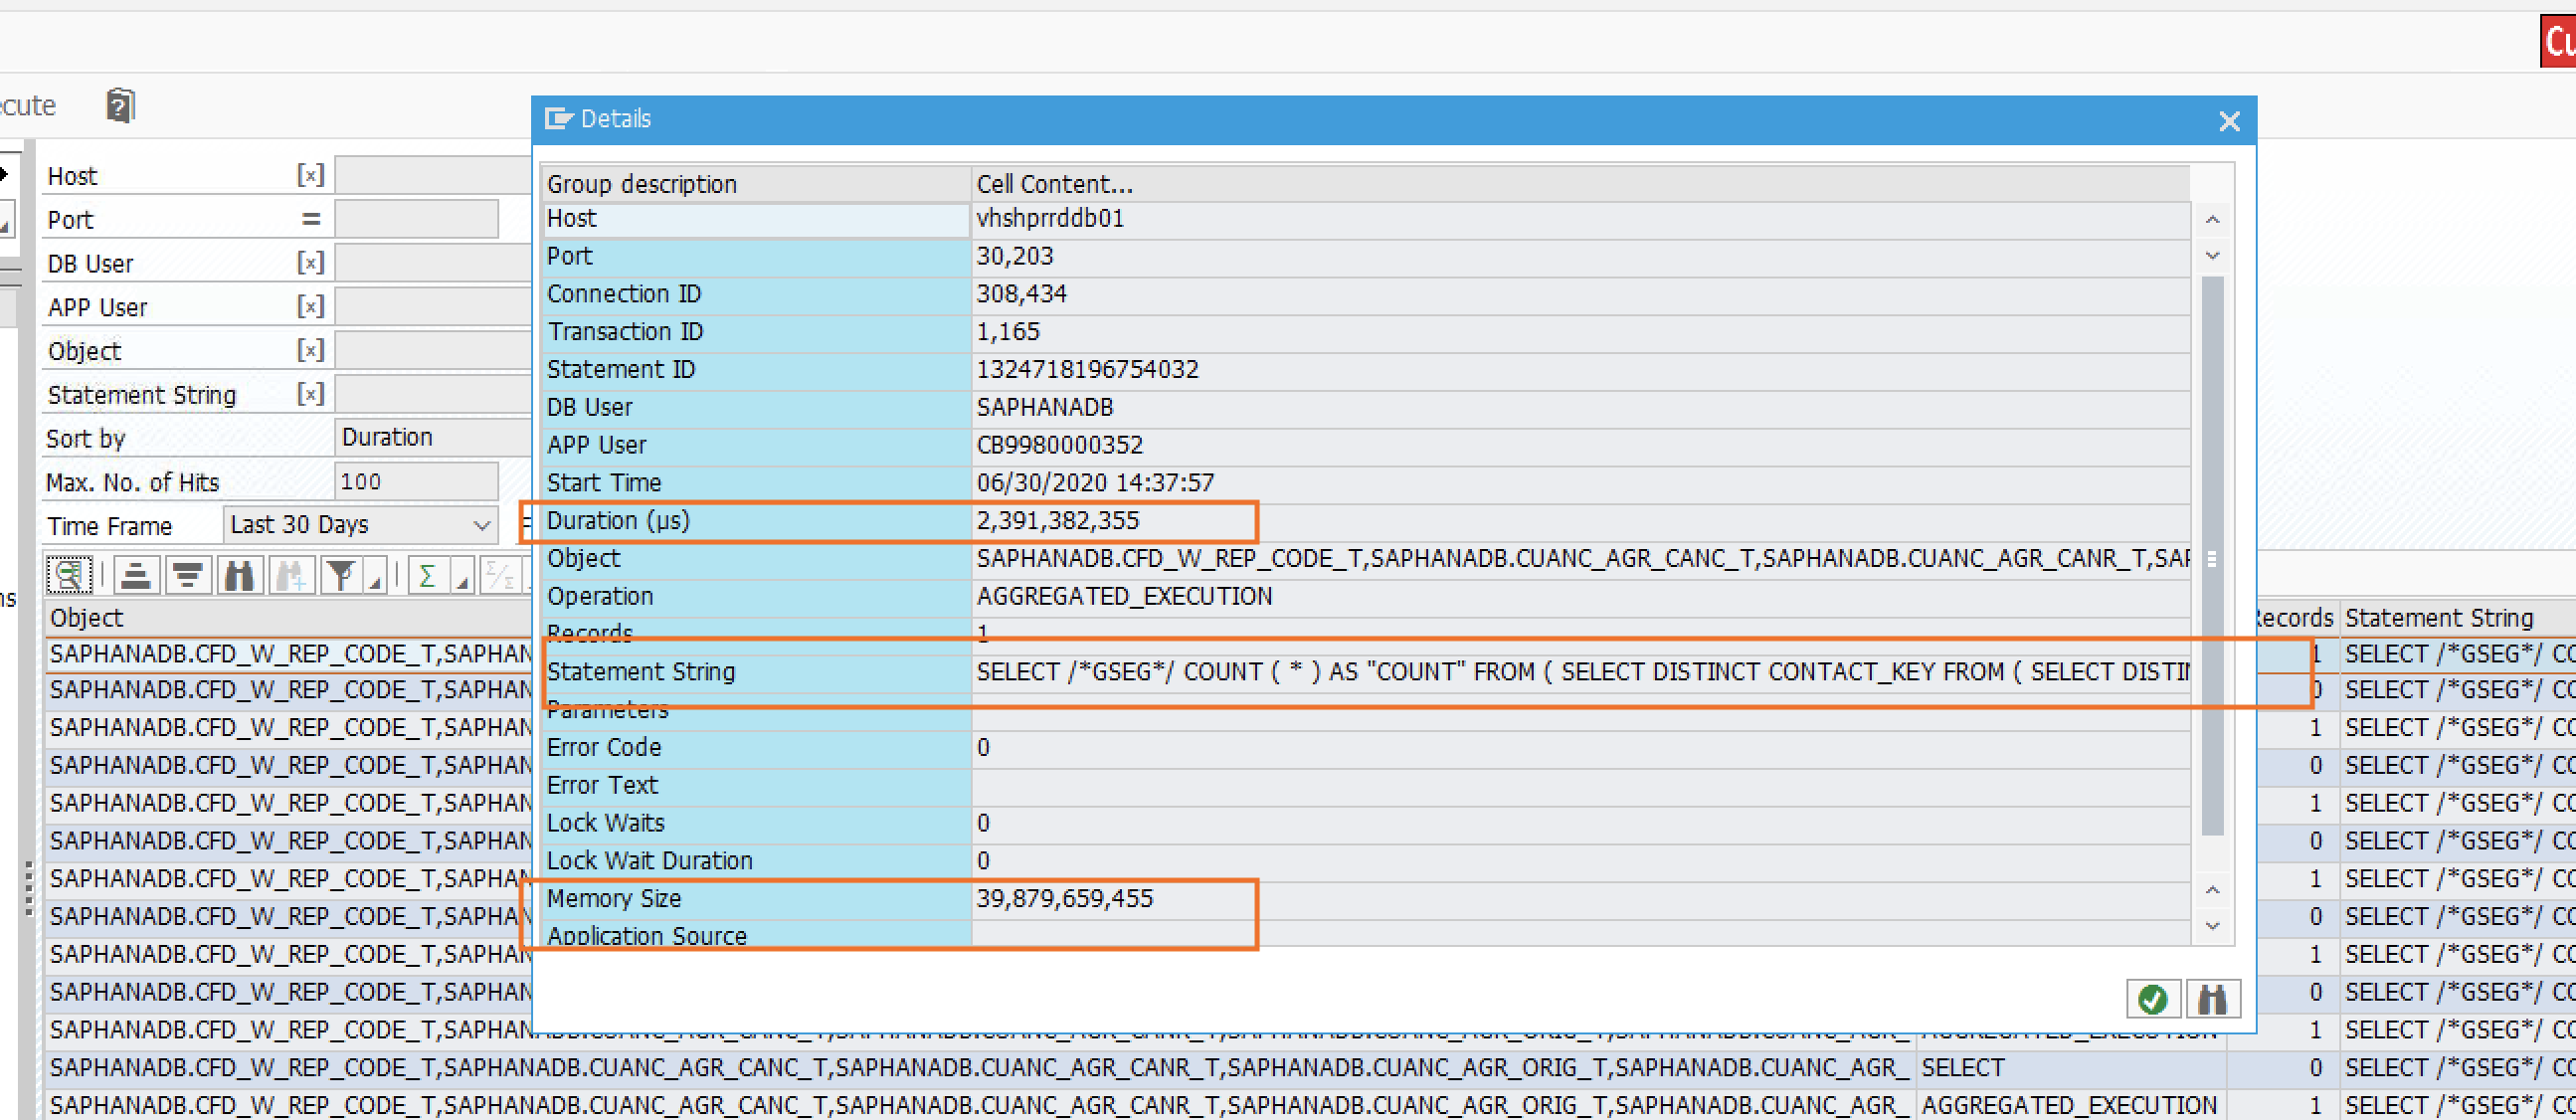 Cu
cute
Details
Group description Cell Content...
Host [x] Host vhshprrddb01
Port = Port 30,203
DB User [x] Connection ID 308,434
APP User [x] Transaction ID 1,165
Object [x] Statement ID 1324718196754032
Statement String [x] DB User SAPHANADB
Sort by Duration APP User CB9980000352
Max. No. of Hits 100 Start Time 06/30/2020 14:37:57
Time Frame Last 30 Days Duration (µs) 2,391,382,355
Object SAPHANADB.CFD_W_REP_CODE_T,SAPHANADB.CUANC_AGR_CANC_T,SAPHANADB.CUANC_AGR_CANR_T,SAP
Operation AGGREGATED_EXECUTION
Records 1
Statement String SELECT /*GSEG*/ COUNT ( * ) AS "COUNT" FROM ( SELECT DISTINCT CONTACT_KEY FROM ( SELECT DISTIN
Parameters
Error Code 0
Error Text
Lock Waits 0
Lock Wait Duration 0
Memory Size 39,879,659,455
Application Source
ns
Object Records Statement String
SAPHANADB.CFD_W_REP_CODE_T,SAPHAN 1 SELECT /*GSEG*/ CO
SAPHANADB.CFD_W_REP_CODE_T,SAPHAN 0 SELECT /*GSEG*/ CO
SAPHANADB.CFD_W_REP_CODE_T,SAPHAN 1 SELECT /*GSEG*/ CO
SAPHANADB.CFD_W_REP_CODE_T,SAPHAN 0 SELECT /*GSEG*/ CO
SAPHANADB.CFD_W_REP_CODE_T,SAPHAN 1 SELECT /*GSEG*/ CO
SAPHANADB.CFD_W_REP_CODE_T,SAPHAN 0 SELECT /*GSEG*/ CO
SAPHANADB.CFD_W_REP_CODE_T,SAPHAN 1 SELECT /*GSEG*/ CO
SAPHANADB.CFD_W_REP_CODE_T,SAPHAN 0 SELECT /*GSEG*/ CO
SAPHANADB.CFD_W_REP_CODE_T,SAPHAN 1 SELECT /*GSEG*/ CO
SAPHANADB.CFD_W_REP_CODE_T,SAPHAN 0 SELECT /*GSEG*/ CO
SAPHANADB.CFD_W_REP_CODE_T,SAPHANADB.CUANC_AGR_CANC_T,SAPHANADB.CUANC_AGR_CANR_T,SAPHANADB.CUANC_AGR_ORIG_T,SAPHANADB.CUANC_AGR_ AGGREGATED_EXECUTION 1 SELECT /*GSEG*/ CO
SAPHANADB.CFD_W_REP_CODE_T,SAPHANADB.CUANC_AGR_CANC_T,SAPHANADB.CUANC_AGR_CANR_T,SAPHANADB.CUANC_AGR_ORIG_T,SAPHANADB.CUANC_AGR_ SELECT 0 SELECT /*GSEG*/ CO
SAPHANADB.CFD_W_REP_CODE_T,SAPHANADB.CUANC_AGR_CANC_T,SAPHANADB.CUANC_AGR_CANR_T,SAPHANADB.CUANC_AGR_ORIG_T,SAPHANADB.CUANC_AGR_ AGGREGATED_EXECUTION 1 SELECT /*GSEG*/ CO